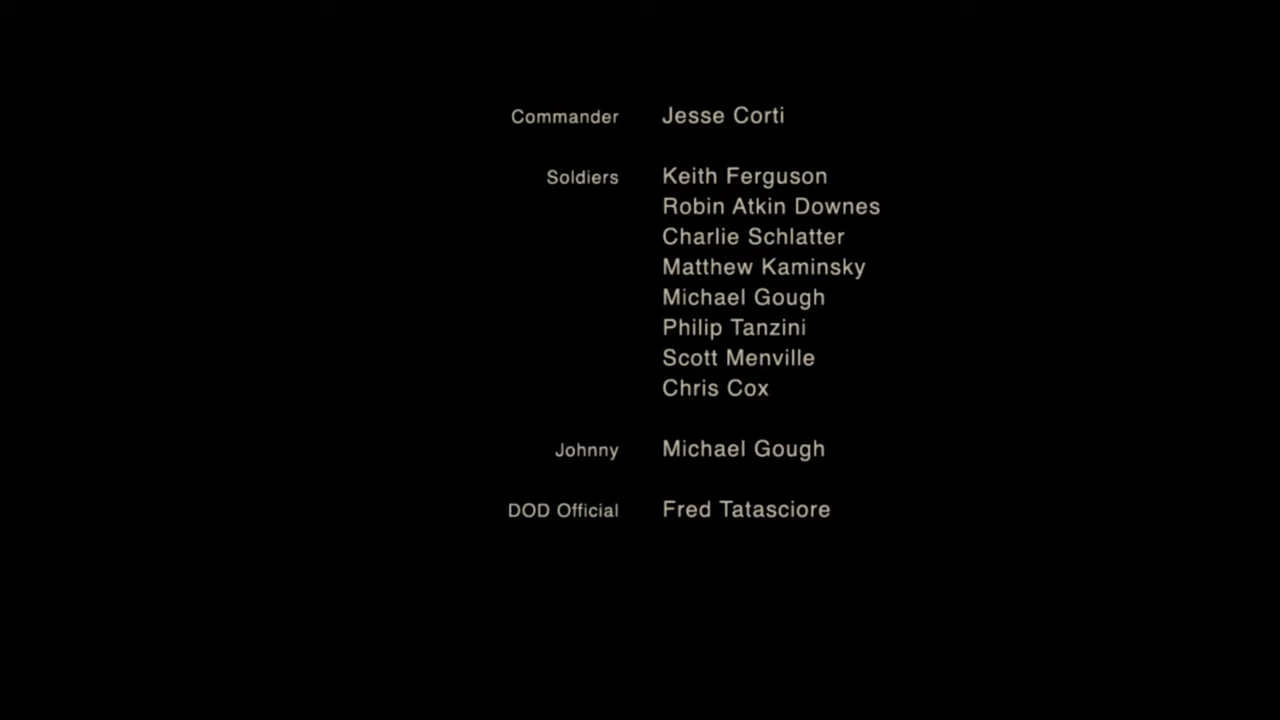 Commander Jesse Corti
Soldiers Keith Ferguson
Robin Atkin Downes
Charlie Schlatter
Matthew Kaminsky
Michael Gough
Philip Tanzini
Scott Menville
Chris Cox
Johnny Michael Gough
DOD Official Fred Tatasciore